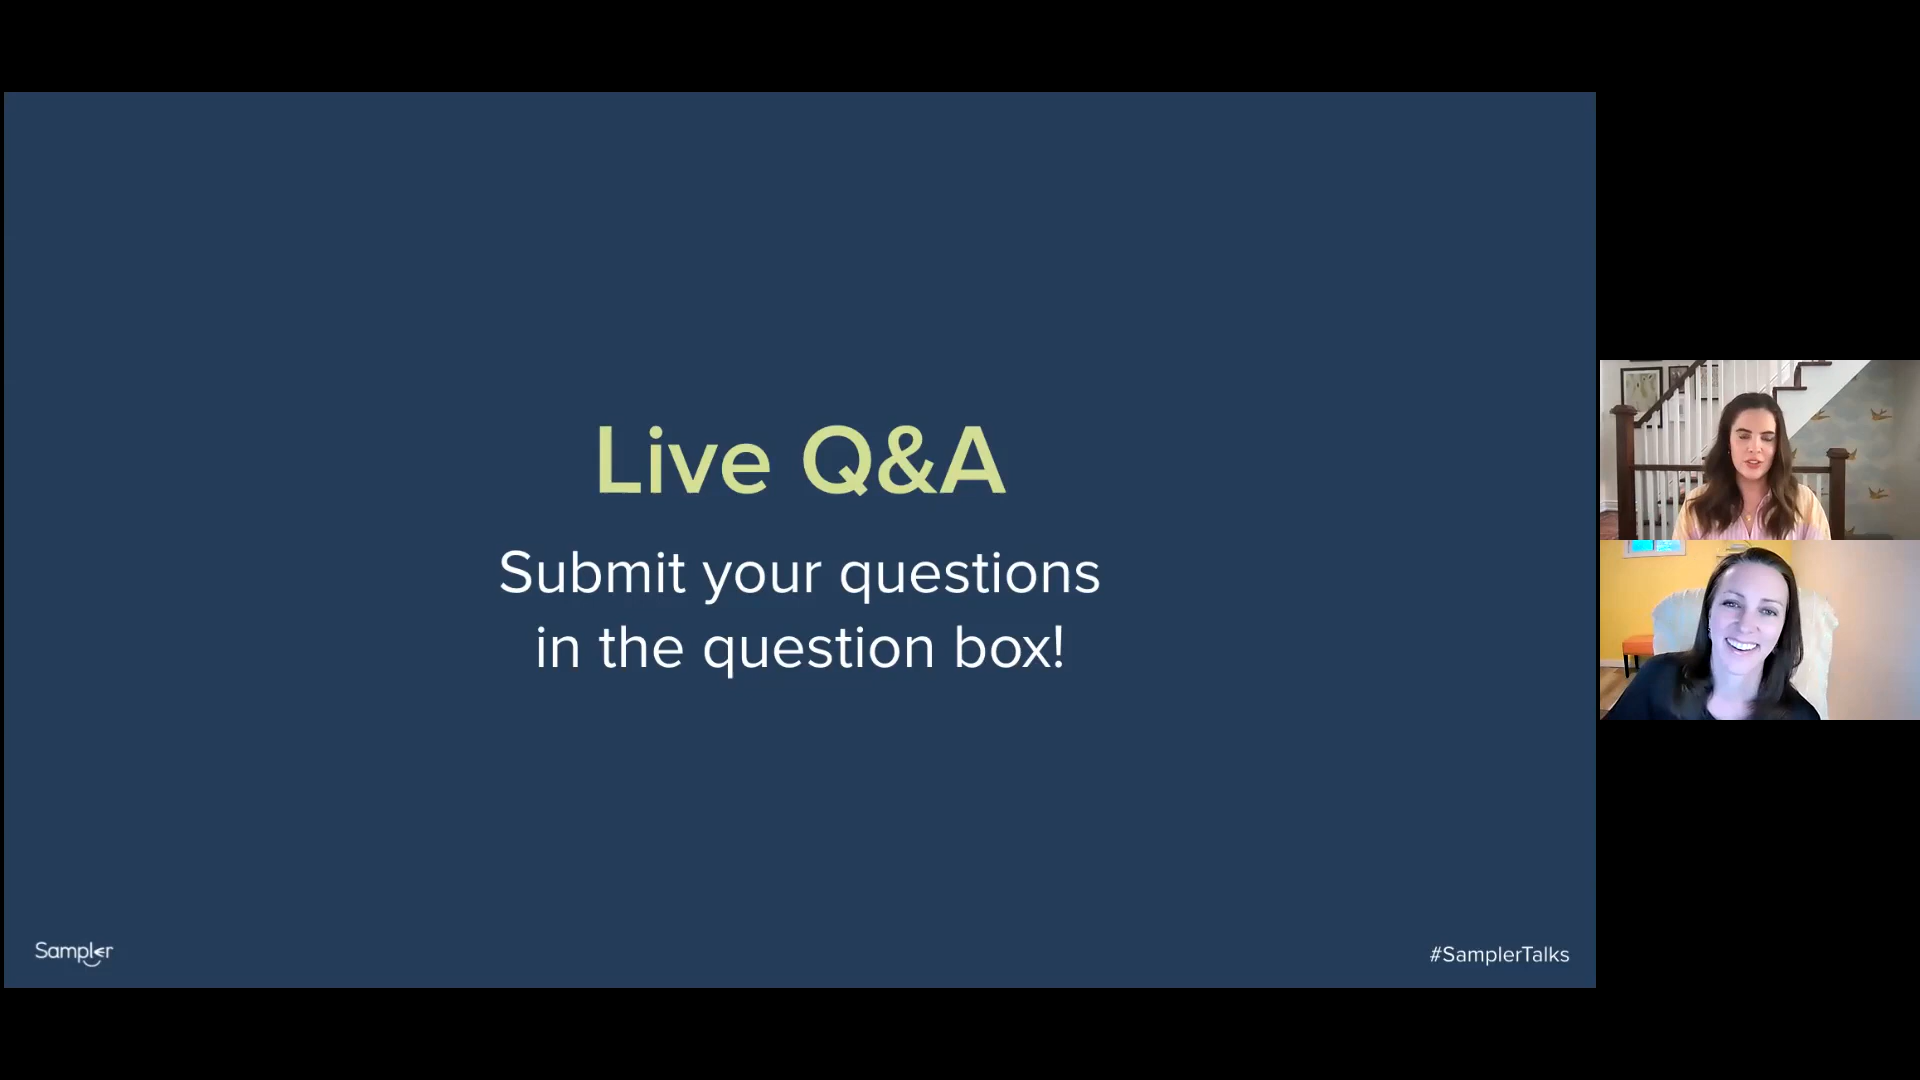 Live Q&A
Submit your questions
in the question box!
Sampler
#SamplerTalks